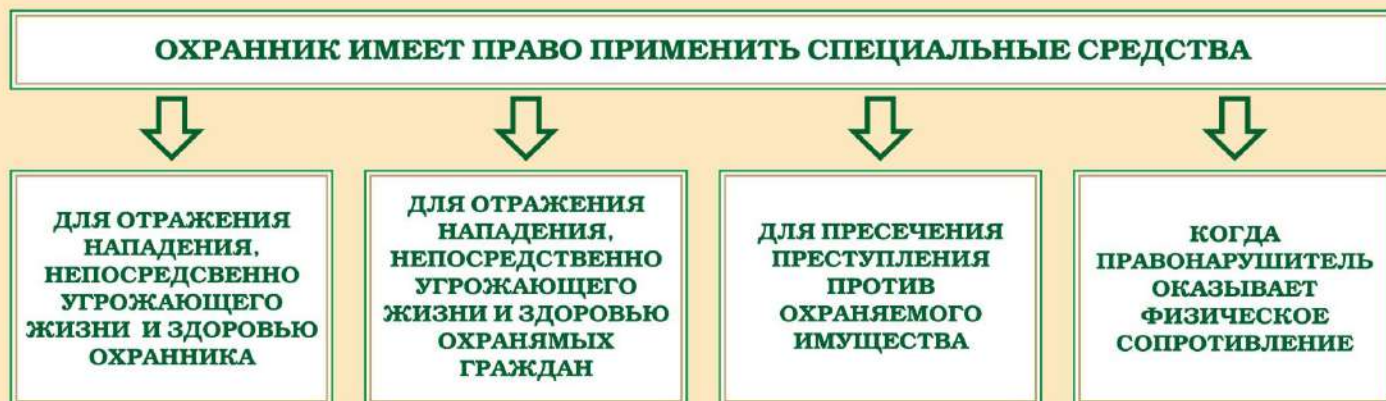 ОХРАННИК ИМЕЕТ ПРАВО ПРИМЕНИТЬ СПЕЦИАЛЬНЫЕ СРЕДСТВА
ДЛЯ ОТРАЖЕНИЯ
НАПАДЕНИЯ,
НЕПОСРЕДСВЕННО
УГРОЖАЮЩЕГО
ЖИЗНИ И ЗДОРОВЬЮ
ОХРАННИКА
ДЛЯ ОТРАЖЕНИЯ
НАПАДЕНИЯ,
НЕПОСРЕДСТВЕННО
УГРОЖАЮЩЕГО
ЖИЗНИ И ЗДОРОВЬЮ
ОХРАНЯМЫХ
ГРАЖДАН
ДЛЯ ПРЕСЕЧЕНИЯ
ПРЕСТУПЛЕНИЯ
ПРОТИВ
ОХРАНЯЕМОГО
ИМУЩЕСТВА
КОГДА
ПРАВОНАРУШИТЕЛЬ
ОКАЗЫВАЕТ
ФИЗИЧЕСКОЕ
СОПРОТИВЛЕНИЕ